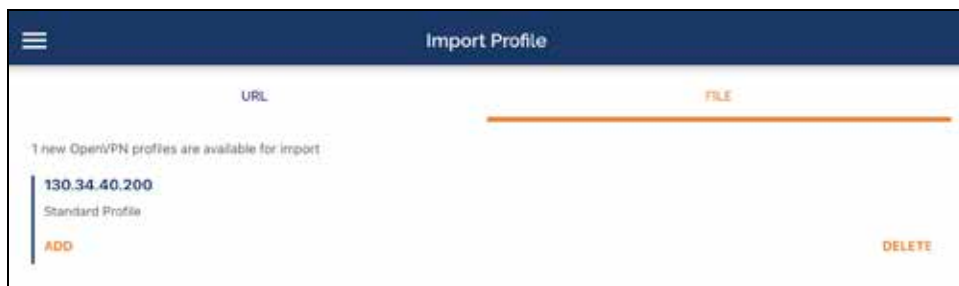 Import Profile
URL FILE
1 new OpenVPN profiles are available for import
130.34.40.200
Standard Profile
ADD DELETE